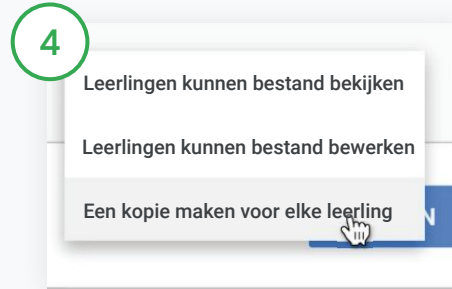 4
Leerlingen kunnen bestand bekijken
Leerlingen kunnen bestand bewerken
Een kopie maken voor elke leerling
N